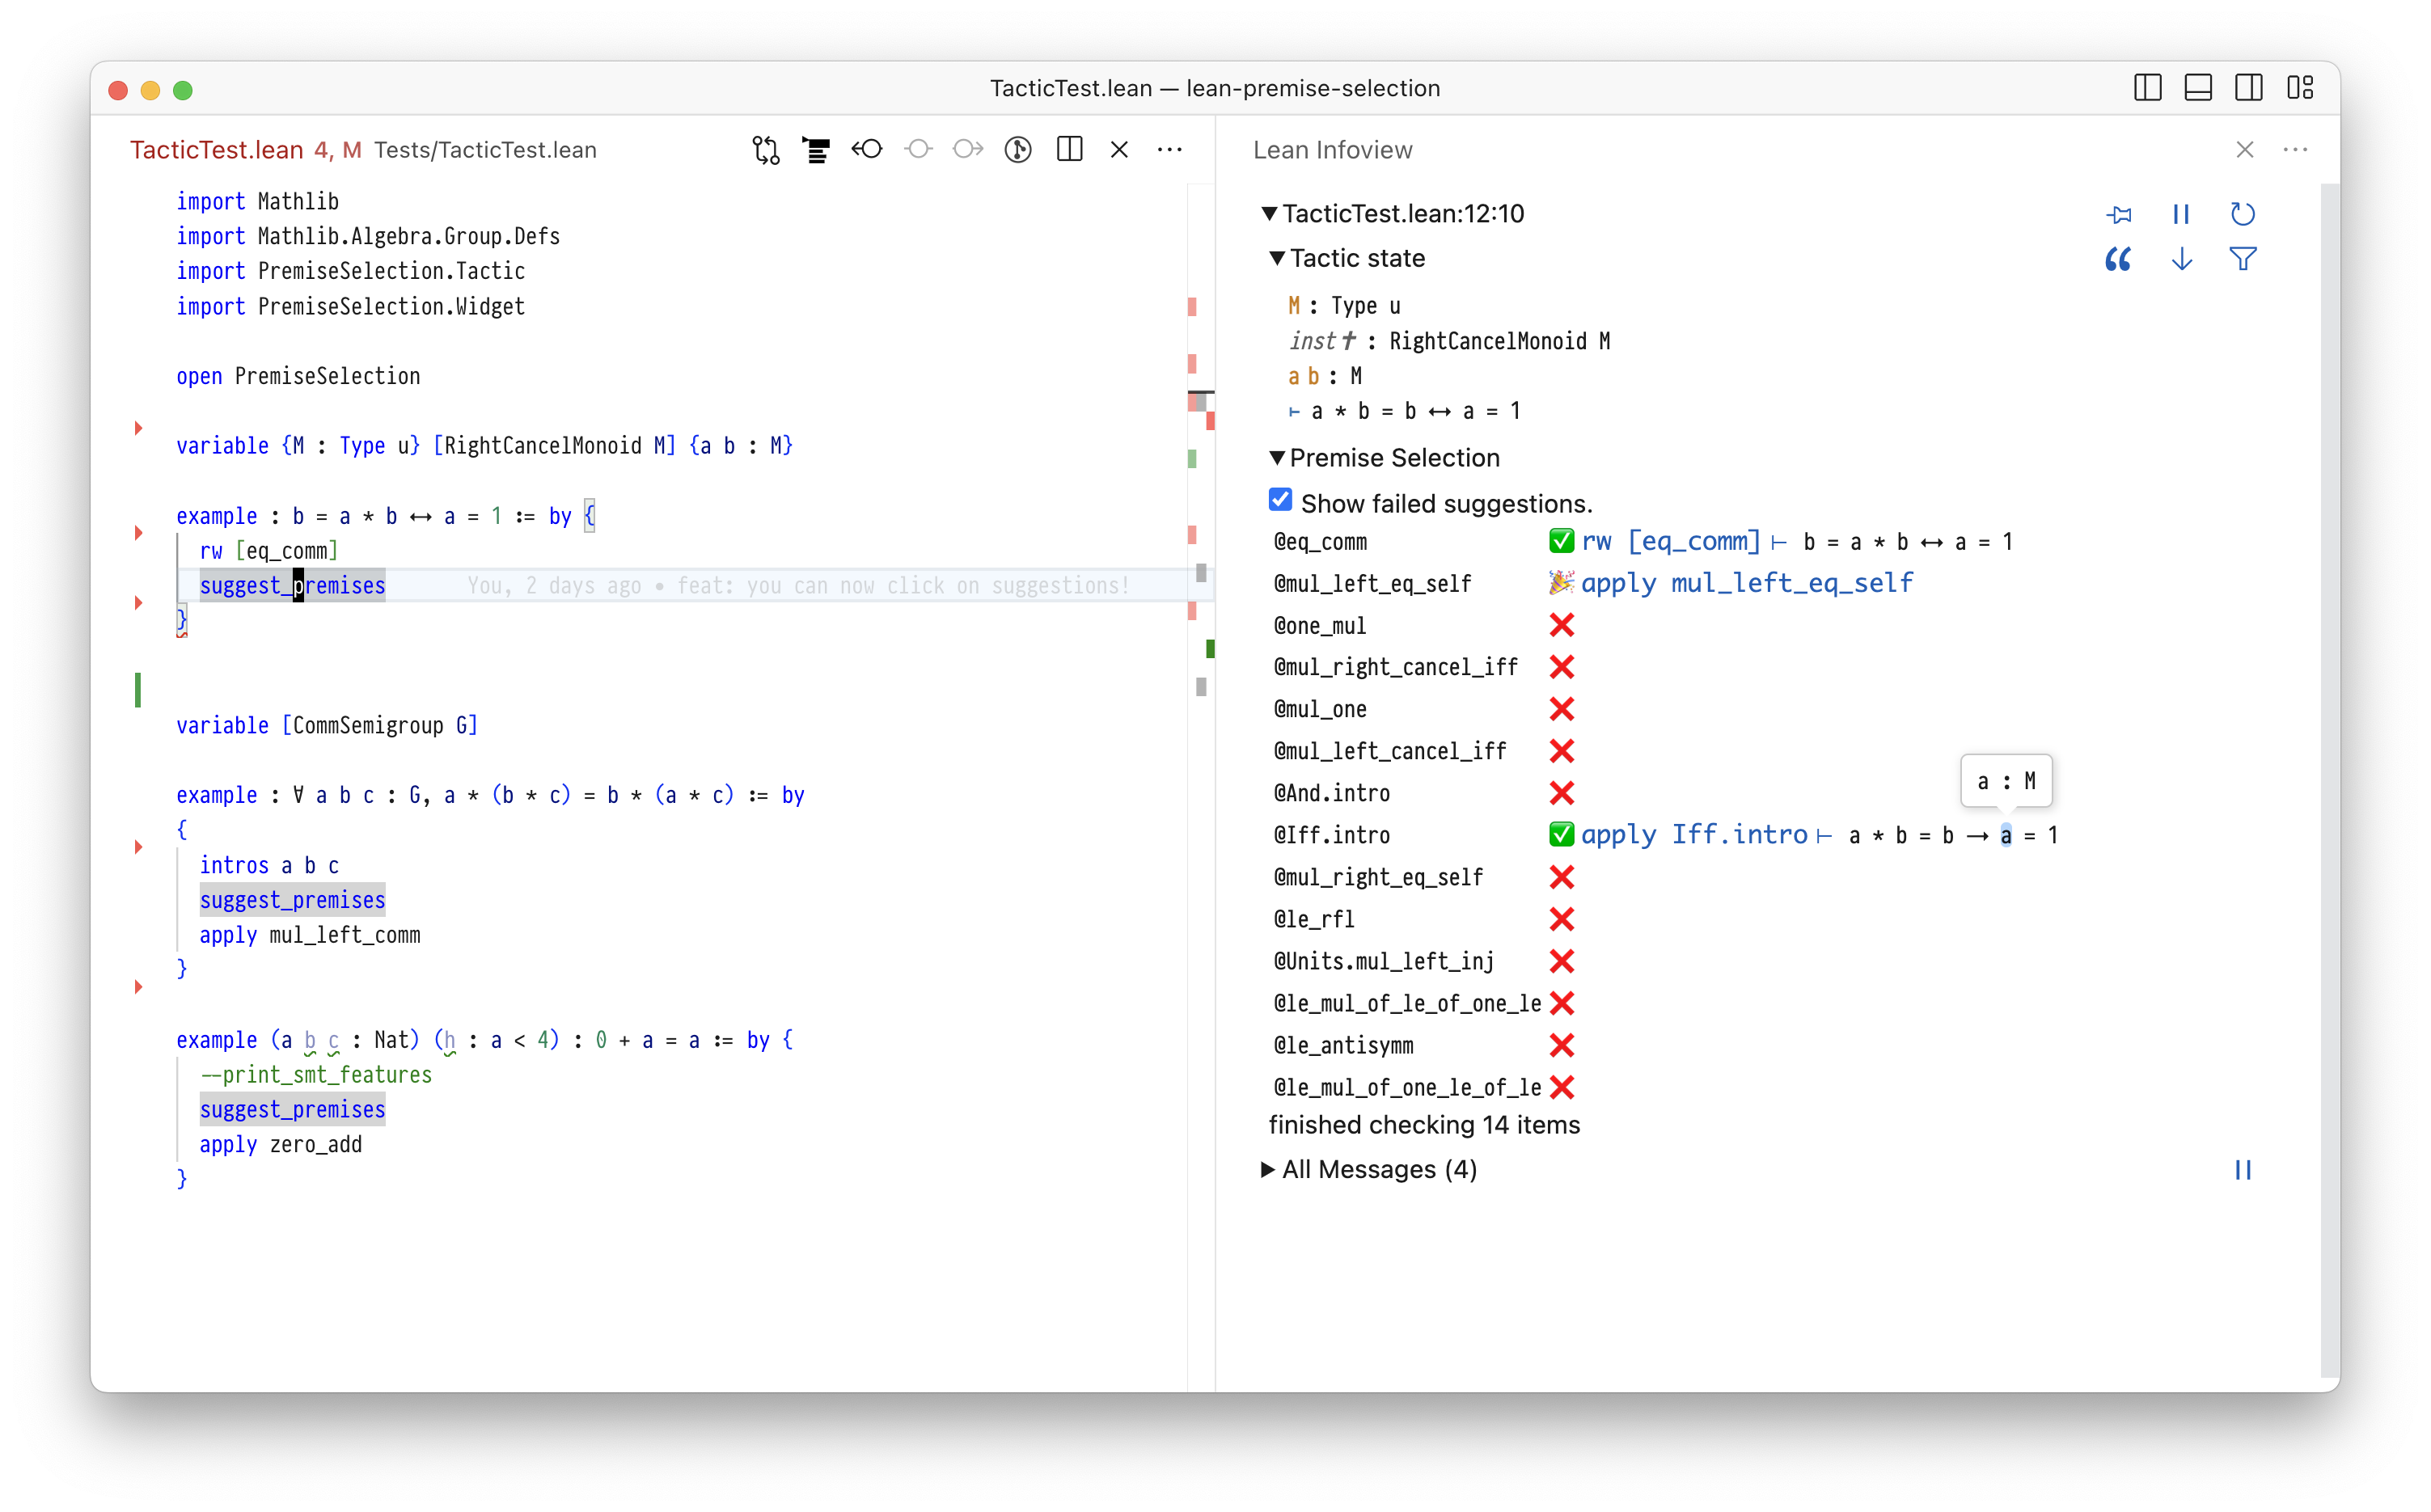 TacticTest.lean — lean-premise-selection
TacticTest.lean 4, M Tests/TacticTest.lean
import Mathlib
import Mathlib.Algebra.Group.Defs
import PremiseSelection.Tactic
import PremiseSelection.Widget
open PremiseSelection
variable {M : Type u} [RightCancelMonoid M] {a b : M}
example : b = a * b ↔ a = 1 := by {
rw [eq_comm]
suggest_premises You, 2 days ago • feat: you can now click on suggestions!
}
variable [CommSemigroup G]
example : ∀ a b c : G, a * (b * c) = b * (a * c) := by
{
intros a b c
suggest_premises
apply mul_left_comm
}
example (a b c : Nat) (h : a < 4) : 0 + a = a := by {
--print_smt_features
suggest_premises
apply zero_add
}
Lean Infoview
TacticTest.lean:12:10
Tactic state
M : Type u
inst✝ : RightCancelMonoid M
a b : M
⊢ a * b = b ↔ a = 1
Premise Selection
Show failed suggestions.
@eq_comm ✅ rw [eq_comm] ⊢ b = a * b ↔ a = 1
@mul_left_eq_self 🎉 apply mul_left_eq_self
@one_mul ❌
@mul_right_cancel_iff ❌
@mul_one ❌
@mul_left_cancel_iff ❌
a : M
@And.intro ❌
@Iff.intro ✅ apply Iff.intro ⊢ a * b = b → a = 1
@mul_right_eq_self ❌
@le_rfl ❌
@Units.mul_left_inj ❌
@le_mul_of_le_of_one_le ❌
@le_antisymm ❌
@le_mul_of_one_le_of_le ❌
finished checking 14 items
All Messages (4)